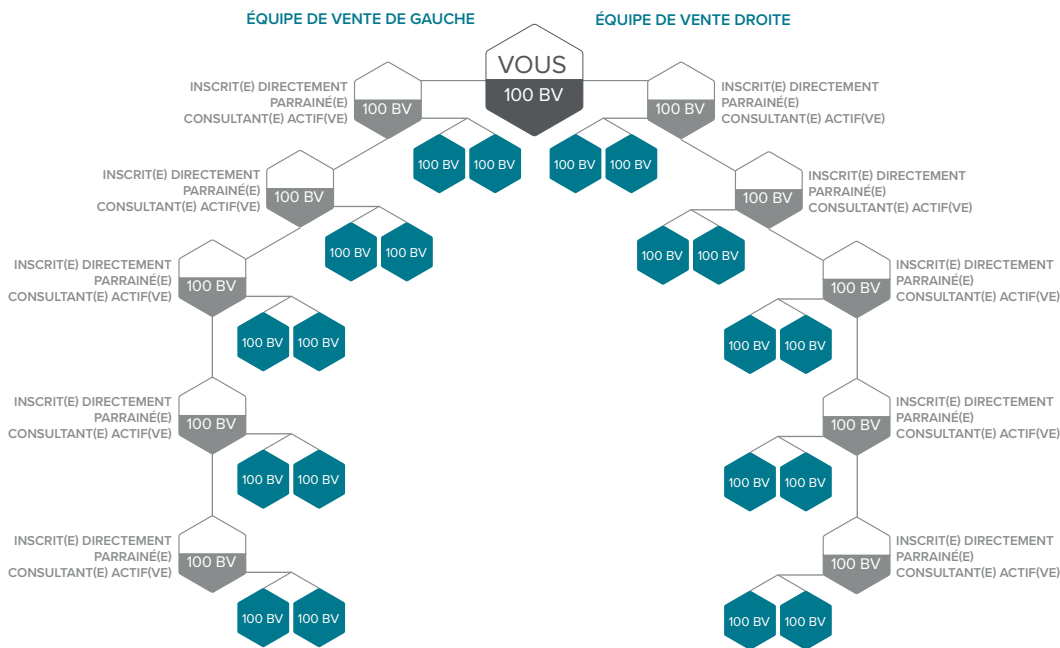 ÉQUIPE DE VENTE DE GAUCHE
ÉQUIPE DE VENTE DROITE
VOUS
100 BV
INSCRIT(E) DIRECTEMENT
PARRAINÉ(E)
CONSULTANT(E) ACTIF(VE)
100 BV
100 BV
100 BV
100 BV
100 BV
100 BV
INSCRIT(E) DIRECTEMENT
PARRAINÉ(E)
CONSULTANT(E) ACTIF(VE)
INSCRIT(E) DIRECTEMENT
PARRAINÉ(E)
CONSULTANT(E) ACTIF(VE)
100 BV
100 BV
100 BV
100 BV
100 BV
100 BV
INSCRIT(E) DIRECTEMENT
PARRAINÉ(E)
CONSULTANT(E) ACTIF(VE)
INSCRIT(E) DIRECTEMENT
PARRAINÉ(E)
CONSULTANT(E) ACTIF(VE)
100 BV
100 BV
100 BV
100 BV
100 BV
100 BV
INSCRIT(E) DIRECTEMENT
PARRAINÉ(E)
CONSULTANT(E) ACTIF(VE)
INSCRIT(E) DIRECTEMENT
PARRAINÉ(E)
CONSULTANT(E) ACTIF(VE)
100 BV
100 BV
100 BV
100 BV
100 BV
100 BV
INSCRIT(E) DIRECTEMENT
PARRAINÉ(E)
CONSULTANT(E) ACTIF(VE)
INSCRIT(E) DIRECTEMENT
PARRAINÉ(E)
CONSULTANT(E) ACTIF(VE)
100 BV
100 BV
100 BV
100 BV
100 BV
100 BV
INSCRIT(E) DIRECTEMENT
PARRAINÉ(E)
CONSULTANT(E) ACTIF(VE)